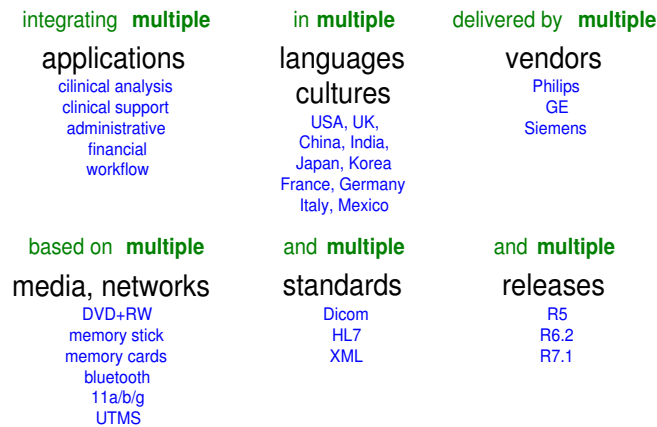 integrating multiple
applications
cilinical analysis
clinical support
administrative
financial
workflow
in multiple
languages
cultures
USA, UK,
China, India,
Japan, Korea
France, Germany
Italy, Mexico
delivered by multiple
vendors
Philips
GE
Siemens
based on multiple
media, networks
DVD+RW
memory stick
memory cards
bluetooth
11a/b/g
UTMS
and multiple
standards
Dicom
HL7
XML
and multiple
releases
R5
R6.2
R7.1